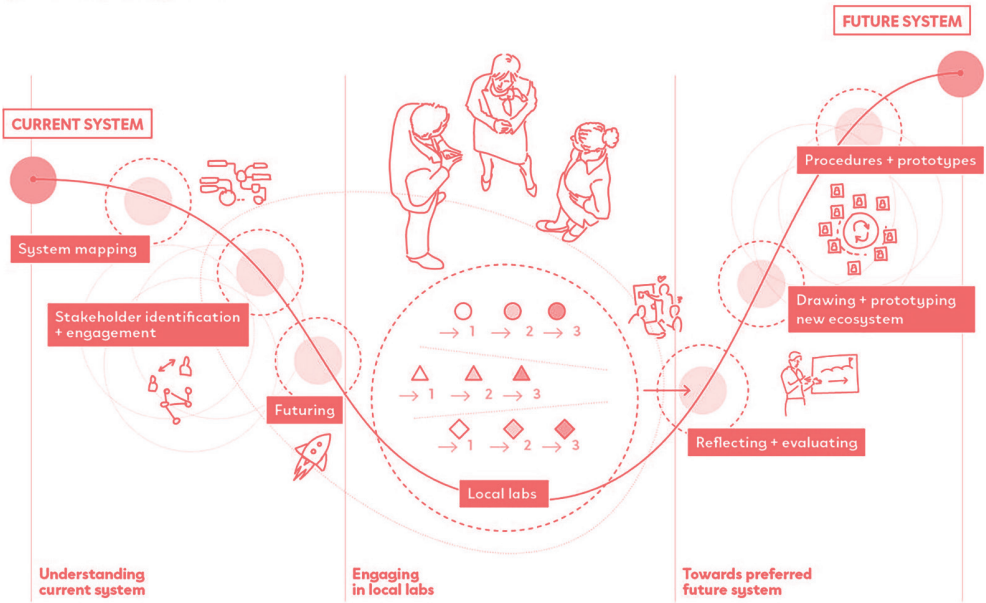 FUTURE SYSTEM
CURRENT SYSTEM
System mapping
Stakeholder identification
+ engagement
Futuring
→ 1 → 2 → 3
→ 1 → 2 → 3
→ 1 → 2 → 3
Local labs
Reflecting + evaluating
Drawing + prototyping
new ecosystem
Procedures + prototypes
Understanding
current system
Engaging
in local labs
Towards preferred
future system